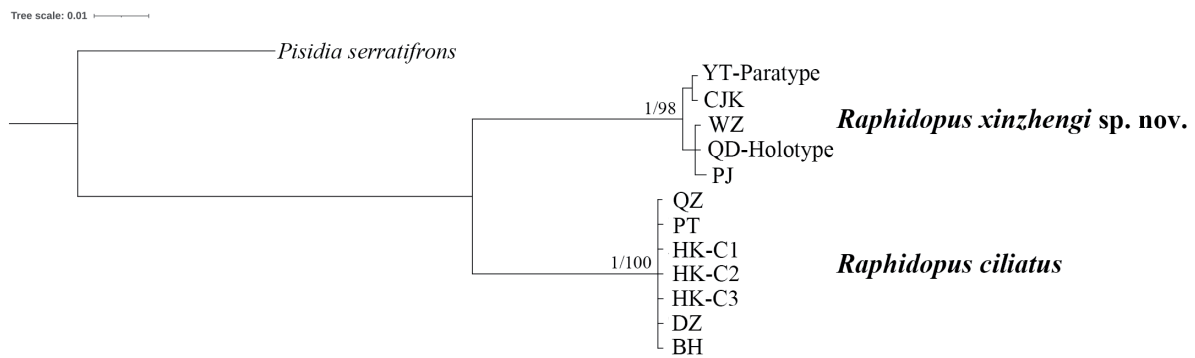 Tree scale: 0.01
Pisidia serratifrons
YT-Paratype
1/98
CJK
Raphidopus xinzhengi sp. nov.
WZ
QD-Holotype
PJ
QZ
PT
HK-C1
1/100
Raphidopus ciliatus
HK-C2
HK-C3
DZ
BH